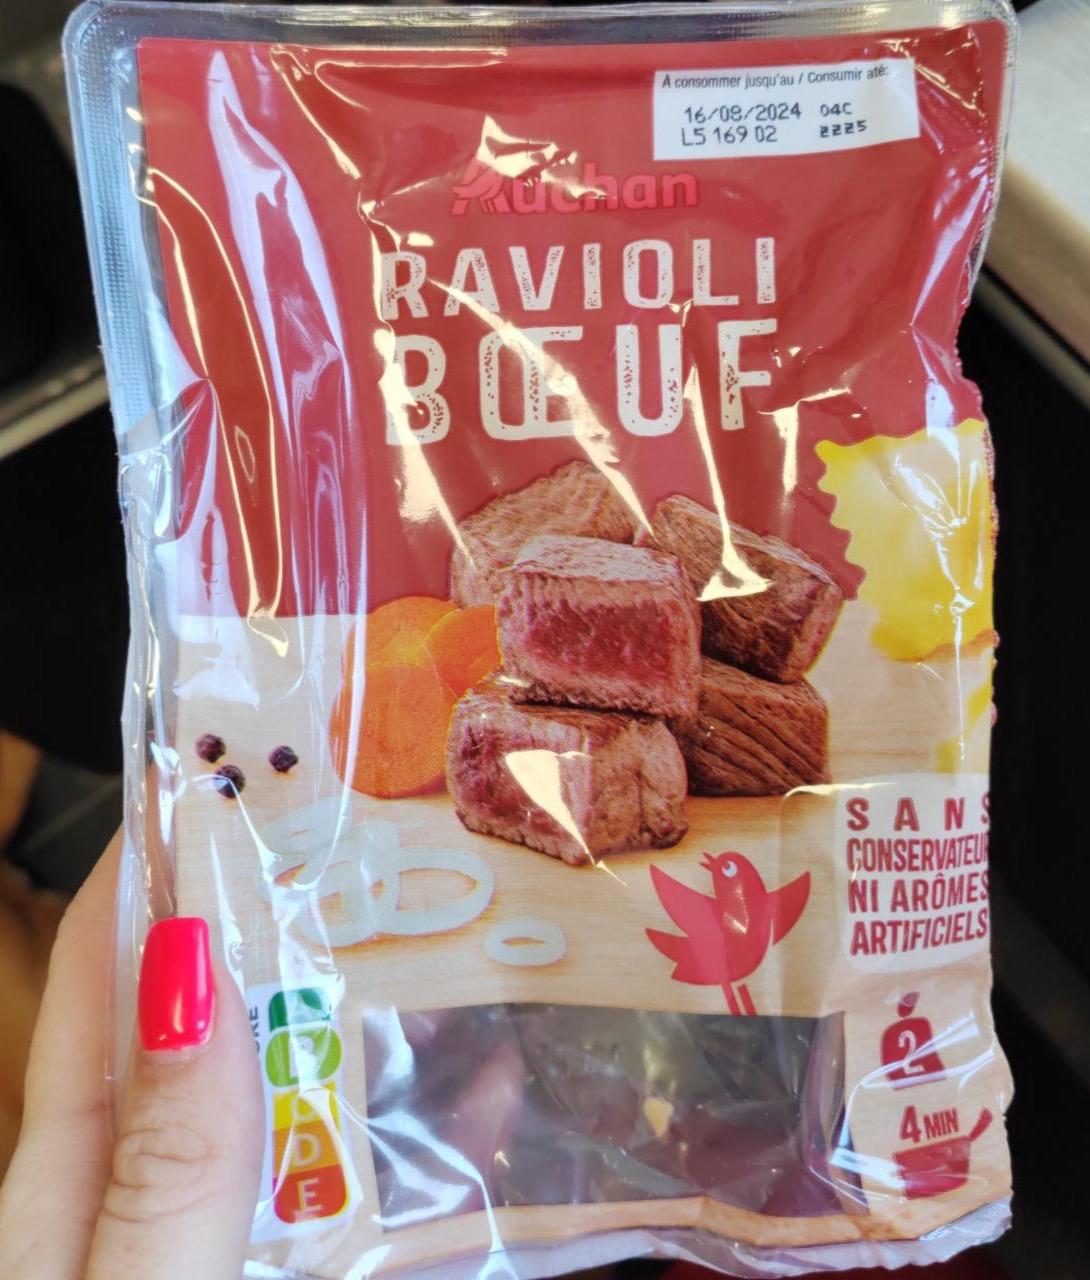 À consommer jusqu'au / Consumir até:
16/08/2024 04C
L5 169 02 2225
Auchan
RAVIOLI
BŒUF
SANS
CONSERVATEUR
NI ARÔMES
ARTIFICIELS
B
C
D
E
2
4 MIN